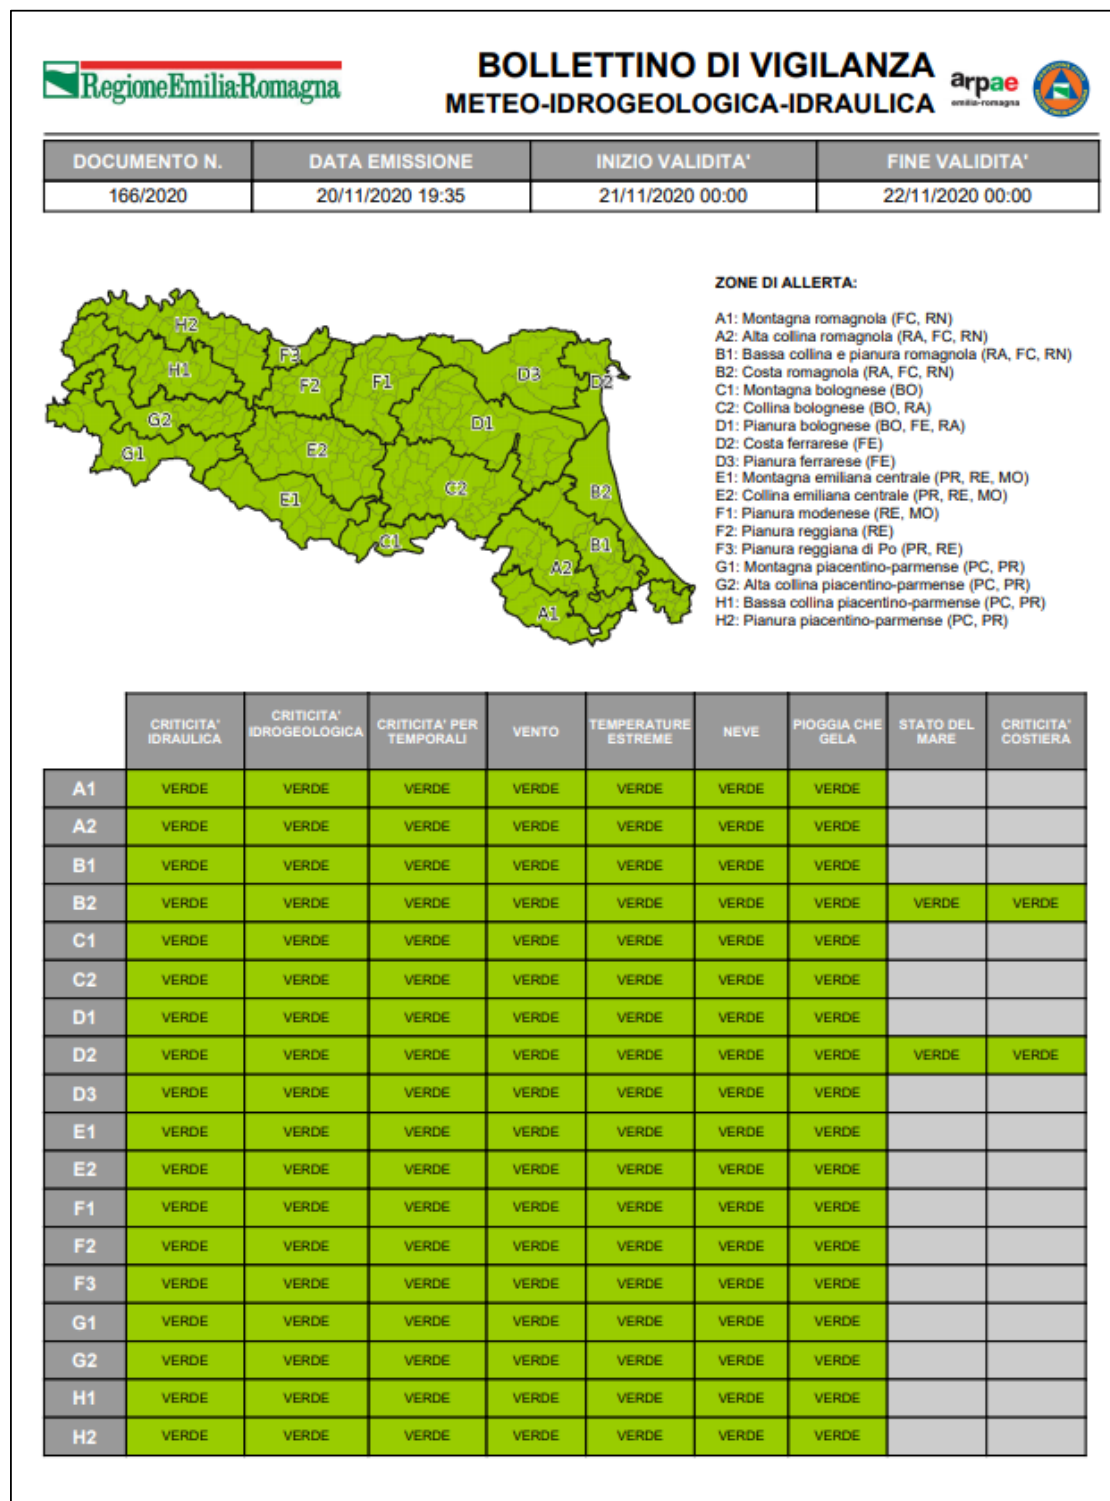 RegioneEmilia-Romagna
BOLLETTINO DI VIGILANZA
METEO-IDROGEOLOGICA-IDRAULICA
arpae
emilia-romagna
DOCUMENTO N. DATA EMISSIONE INIZIO VALIDITA' FINE VALIDITA'
166/2020 20/11/2020 19:35 21/11/2020 00:00 22/11/2020 00:00
ZONE DI ALLERTA:
A1: Montagna romagnola (FC, RN)
A2: Alta collina romagnola (RA, FC, RN)
B1: Bassa collina e pianura romagnola (RA, FC, RN)
B2: Costa romagnola (RA, FC, RN)
C1: Montagna bolognese (BO)
C2: Collina bolognese (BO, RA)
D1: Pianura bolognese (BO, FE, RA)
D2: Costa ferrarese (FE)
D3: Pianura ferrarese (FE)
E1: Montagna emiliana centrale (PR, RE, MO)
E2: Collina emiliana centrale (PR, RE, MO)
F1: Pianura modenese (RE, MO)
F2: Pianura reggiana (RE)
F3: Pianura reggiana di Po (PR, RE)
G1: Montagna piacentino-parmense (PC, PR)
G2: Alta collina piacentino-parmense (PC, PR)
H1: Bassa collina piacentino-parmense (PC, PR)
H2: Pianura piacentino-parmense (PC, PR)
H2
F3
H1
F2
F1
D3
D2
G2
D1
G1
E2
C2
E1
B2
C1
B1
A2
A1
CRITICITA' IDRAULICA CRITICITA' IDROGEOLOGICA CRITICITA' PER TEMPORALI VENTO TEMPERATURE ESTREME NEVE PIOGGIA CHE GELA STATO DEL MARE CRITICITA' COSTIERA
A1 VERDE VERDE VERDE VERDE VERDE VERDE VERDE
A2 VERDE VERDE VERDE VERDE VERDE VERDE VERDE
B1 VERDE VERDE VERDE VERDE VERDE VERDE VERDE
B2 VERDE VERDE VERDE VERDE VERDE VERDE VERDE VERDE VERDE
C1 VERDE VERDE VERDE VERDE VERDE VERDE VERDE
C2 VERDE VERDE VERDE VERDE VERDE VERDE VERDE
D1 VERDE VERDE VERDE VERDE VERDE VERDE VERDE
D2 VERDE VERDE VERDE VERDE VERDE VERDE VERDE VERDE VERDE
D3 VERDE VERDE VERDE VERDE VERDE VERDE VERDE
E1 VERDE VERDE VERDE VERDE VERDE VERDE VERDE
E2 VERDE VERDE VERDE VERDE VERDE VERDE VERDE
F1 VERDE VERDE VERDE VERDE VERDE VERDE VERDE
F2 VERDE VERDE VERDE VERDE VERDE VERDE VERDE
F3 VERDE VERDE VERDE VERDE VERDE VERDE VERDE
G1 VERDE VERDE VERDE VERDE VERDE VERDE VERDE
G2 VERDE VERDE VERDE VERDE VERDE VERDE VERDE
H1 VERDE VERDE VERDE VERDE VERDE VERDE VERDE
H2 VERDE VERDE VERDE VERDE VERDE VERDE VERDE